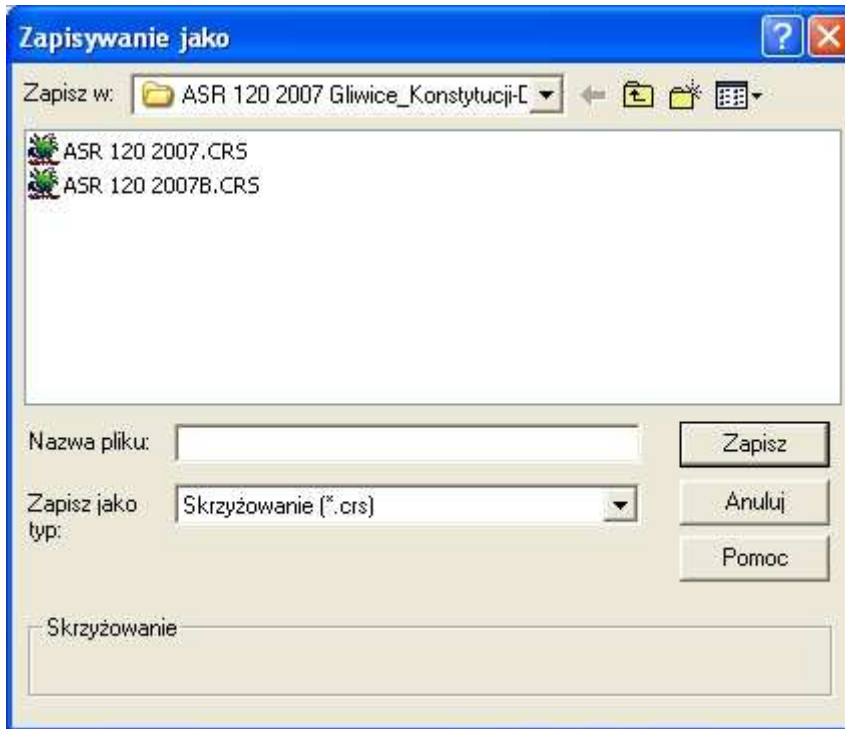 Zapisywanie jako
Zapisz w: ASR 120 2007 Gliwice_Konstytucji-D
ASR 120 2007.CRS
ASR 120 2007B.CRS
Nazwa pliku:
Zapisz
Zapisz jako typ:
Skrzyżowanie (*.crs)
Anuluj
Pomoc
Skrzyżowanie